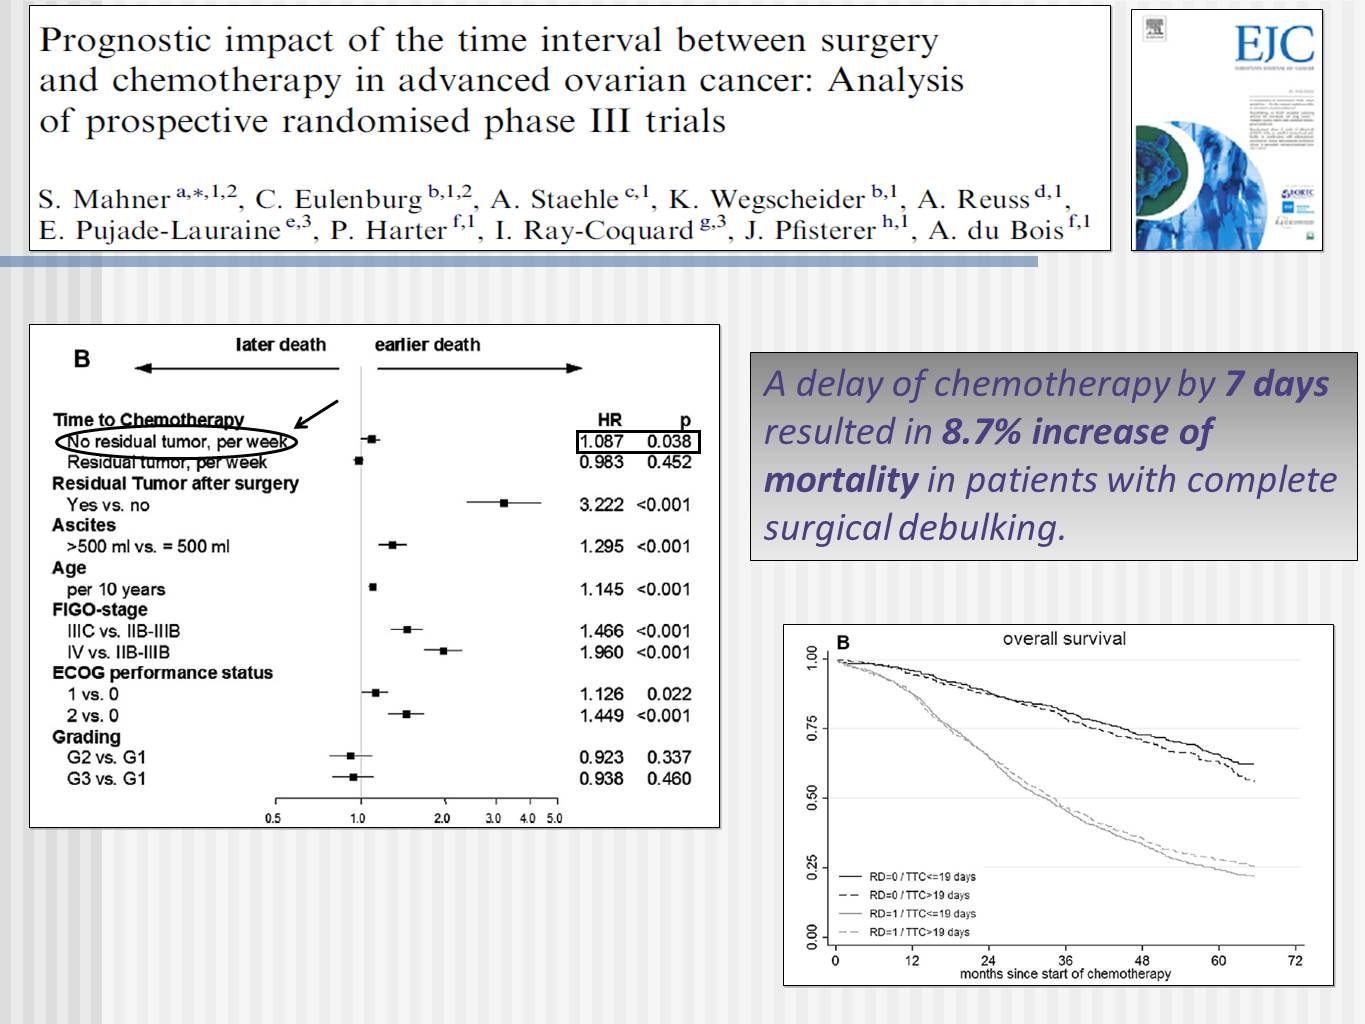 Prognostic impact of the time interval between surgery
and chemotherapy in advanced ovarian cancer: Analysis
of prospective randomised phase III trials
S. Mahner a,*,1,2, C. Eulenburg b,1,2, A. Staehle c,1, K. Wegscheider b,1, A. Reuss d,1,
E. Pujade-Lauraine e,3, P. Harter f,1, I. Ray-Coquard g,3, J. Pfisterer h,1, A. du Bois f,1
EJC
EUROPEAN JOURNAL OF CANCER
B
later death earlier death
Time to Chemotherapy HR p
No residual tumor, per week 1.087 0.038
Residual tumor, per week 0.983 0.452
Residual Tumor after surgery
Yes vs. no 3.222 <0.001
Ascites
>500 ml vs. = 500 ml 1.295 <0.001
Age
per 10 years 1.145 <0.001
FIGO-stage
IIIC vs. IIB-IIIB 1.466 <0.001
IV vs. IIB-IIIB 1.960 <0.001
ECOG performance status
1 vs. 0 1.126 0.022
2 vs. 0 1.449 <0.001
Grading
G2 vs. G1 0.923 0.337
G3 vs. G1 0.938 0.460
0.5 1.0 2.0 3.0 4.0 5.0
A delay of chemotherapy by 7 days
resulted in 8.7% increase of
mortality in patients with complete
surgical debulking.
B overall survival
1.00
0.75
0.50
0.25
0.00
RD=0 / TTC<=19 days
RD=0 / TTC>19 days
RD=1 / TTC<=19 days
RD=1 / TTC>19 days
0 12 24 36 48 60 72
months since start of chemotherapy